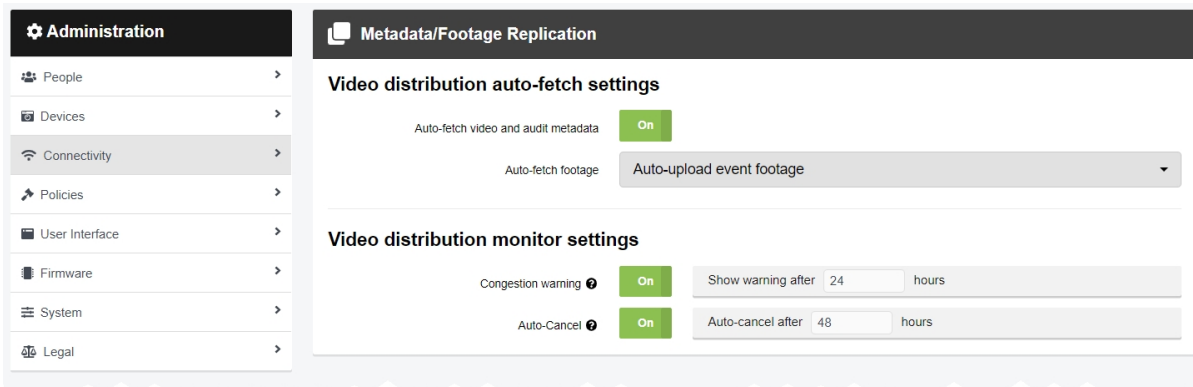 Administration
People
Devices
Connectivity
Policies
User Interface
Firmware
System
Legal
Metadata/Footage Replication
Video distribution auto-fetch settings
Auto-fetch video and audit metadata On
Auto-fetch footage Auto-upload event footage
Video distribution monitor settings
Congestion warning ? On Show warning after 24 hours
Auto-Cancel ? On Auto-cancel after 48 hours